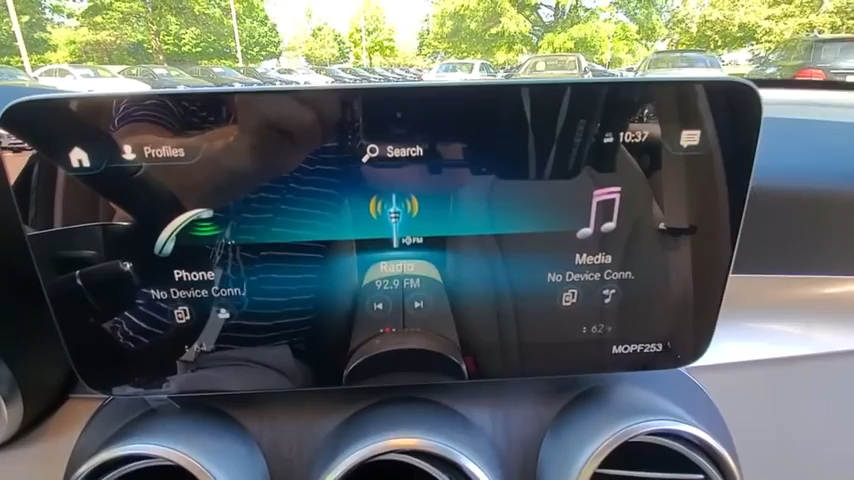 10:37
Profiles
Search
HD FM
Phone
Radio
Media
No Device Conn.
92.9 FM
No Device Conn.
62°
MOPF253